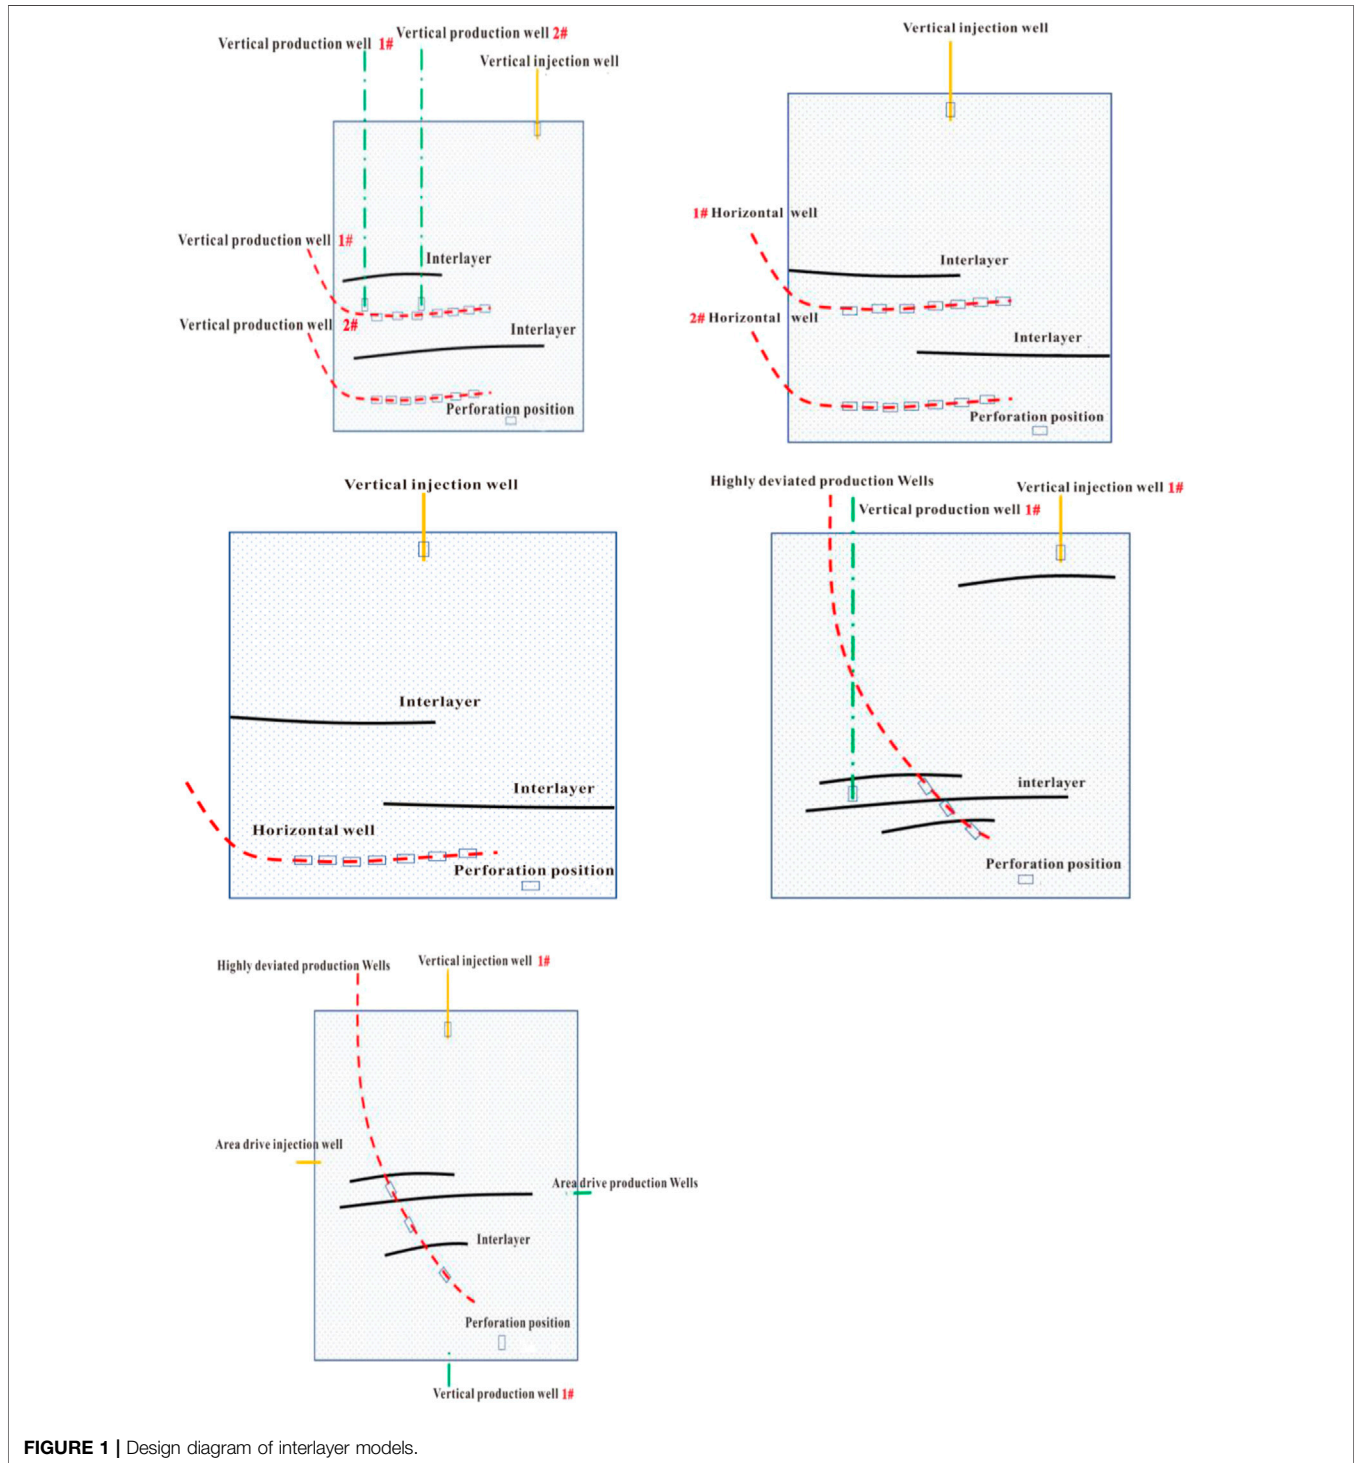 Vertical production well 1#
Vertical production well 2#
Vertical injection well
Vertical production well 1#
Interlayer
Vertical production well 2#
Interlayer
Perforation position
Vertical injection well
1# Horizontal well
Interlayer
2# Horizontal well
Interlayer
Perforation position
Vertical injection well
Interlayer
Interlayer
Horizontal well
Perforation position
Highly deviated production Wells
Vertical injection well 1#
Vertical production well 1#
interlayer
Perforation position
Highly deviated production Wells
Vertical injection well 1#
Area drive injection well
Area drive production Wells
Interlayer
Perforation position
Vertical production well 1#
FIGURE 1 | Design diagram of interlayer models.